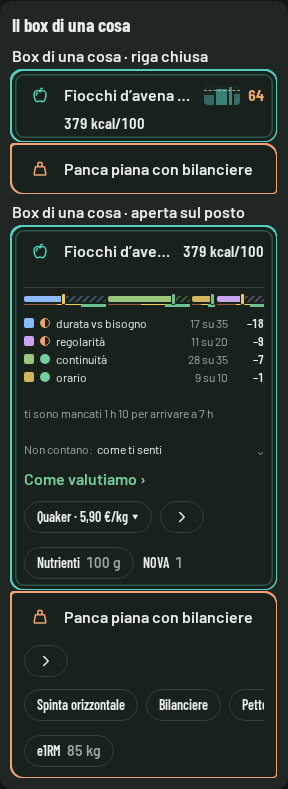 Il box di una cosa
Box di una cosa · riga chiusa
Fiocchi d’avena ... 64
379 kcal/100
Panca piana con bilanciere
Box di una cosa · aperta sul posto
Fiocchi d’ave... 379 kcal/100
durata vs bisogno 17 su 35 −18
regolarità 11 su 20 −9
continuità 28 su 35 −7
orario 9 su 10 −1
ti sono mancati 1 h 10 per arrivare a 7 h
Non contano: come ti senti
Come valutiamo ›
Quaker · 5,90 €/kg ▾
Nutrienti 100 g NOVA 1
Panca piana con bilanciere
Spinta orizzontale Bilanciere Petto
e1RM 85 kg